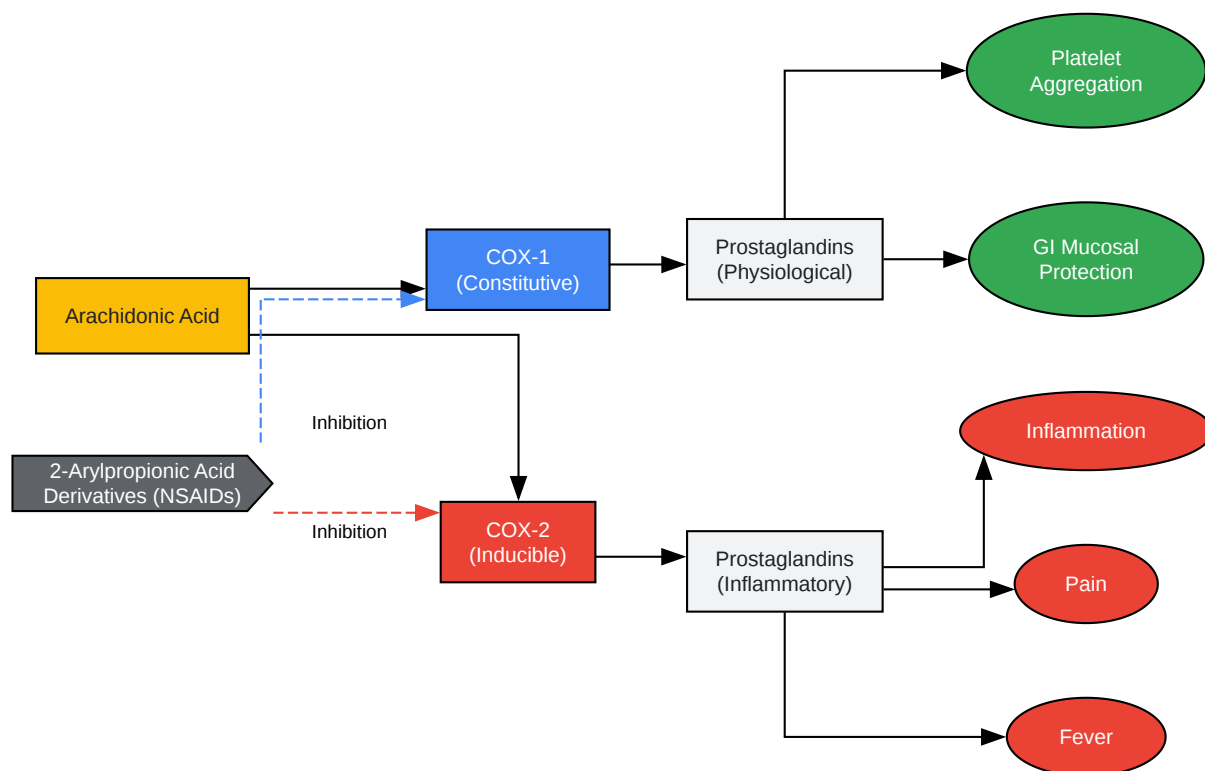 Platelet
Aggregation
COX-1
(Constitutive)
Prostaglandins
(Physiological)
GI Mucosal
Protection
Arachidonic Acid
Inhibition
Inflammation
2-Arylpropionic Acid
Derivatives (NSAIDs)
Inhibition
COX-2
(Inducible)
Prostaglandins
(Inflammatory)
Pain
Fever